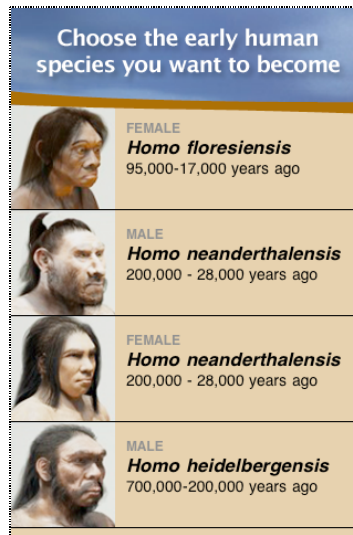 Choose the early human
species you want to become
FEMALE
Homo floresiensis
95,000-17,000 years ago
MALE
Homo neanderthalensis
200,000 - 28,000 years ago
FEMALE
Homo neanderthalensis
200,000 - 28,000 years ago
MALE
Homo heidelbergensis
700,000-200,000 years ago